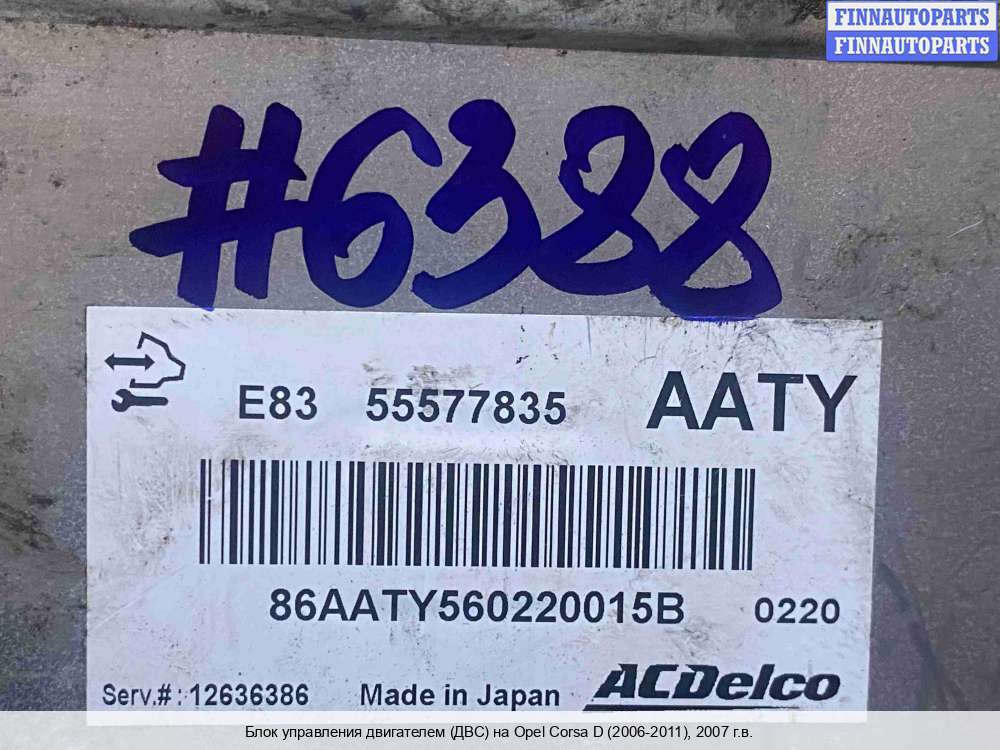 FINNAUTOPARTS
FINNAUTOPARTS
#6388
E83 55577835 AATY
86AATY560220015B 0220
Serv.#:12636386 Made in Japan ACDelco
Блок управления двигателем (ДВС) на Opel Corsa D (2006-2011), 2007 г.в.